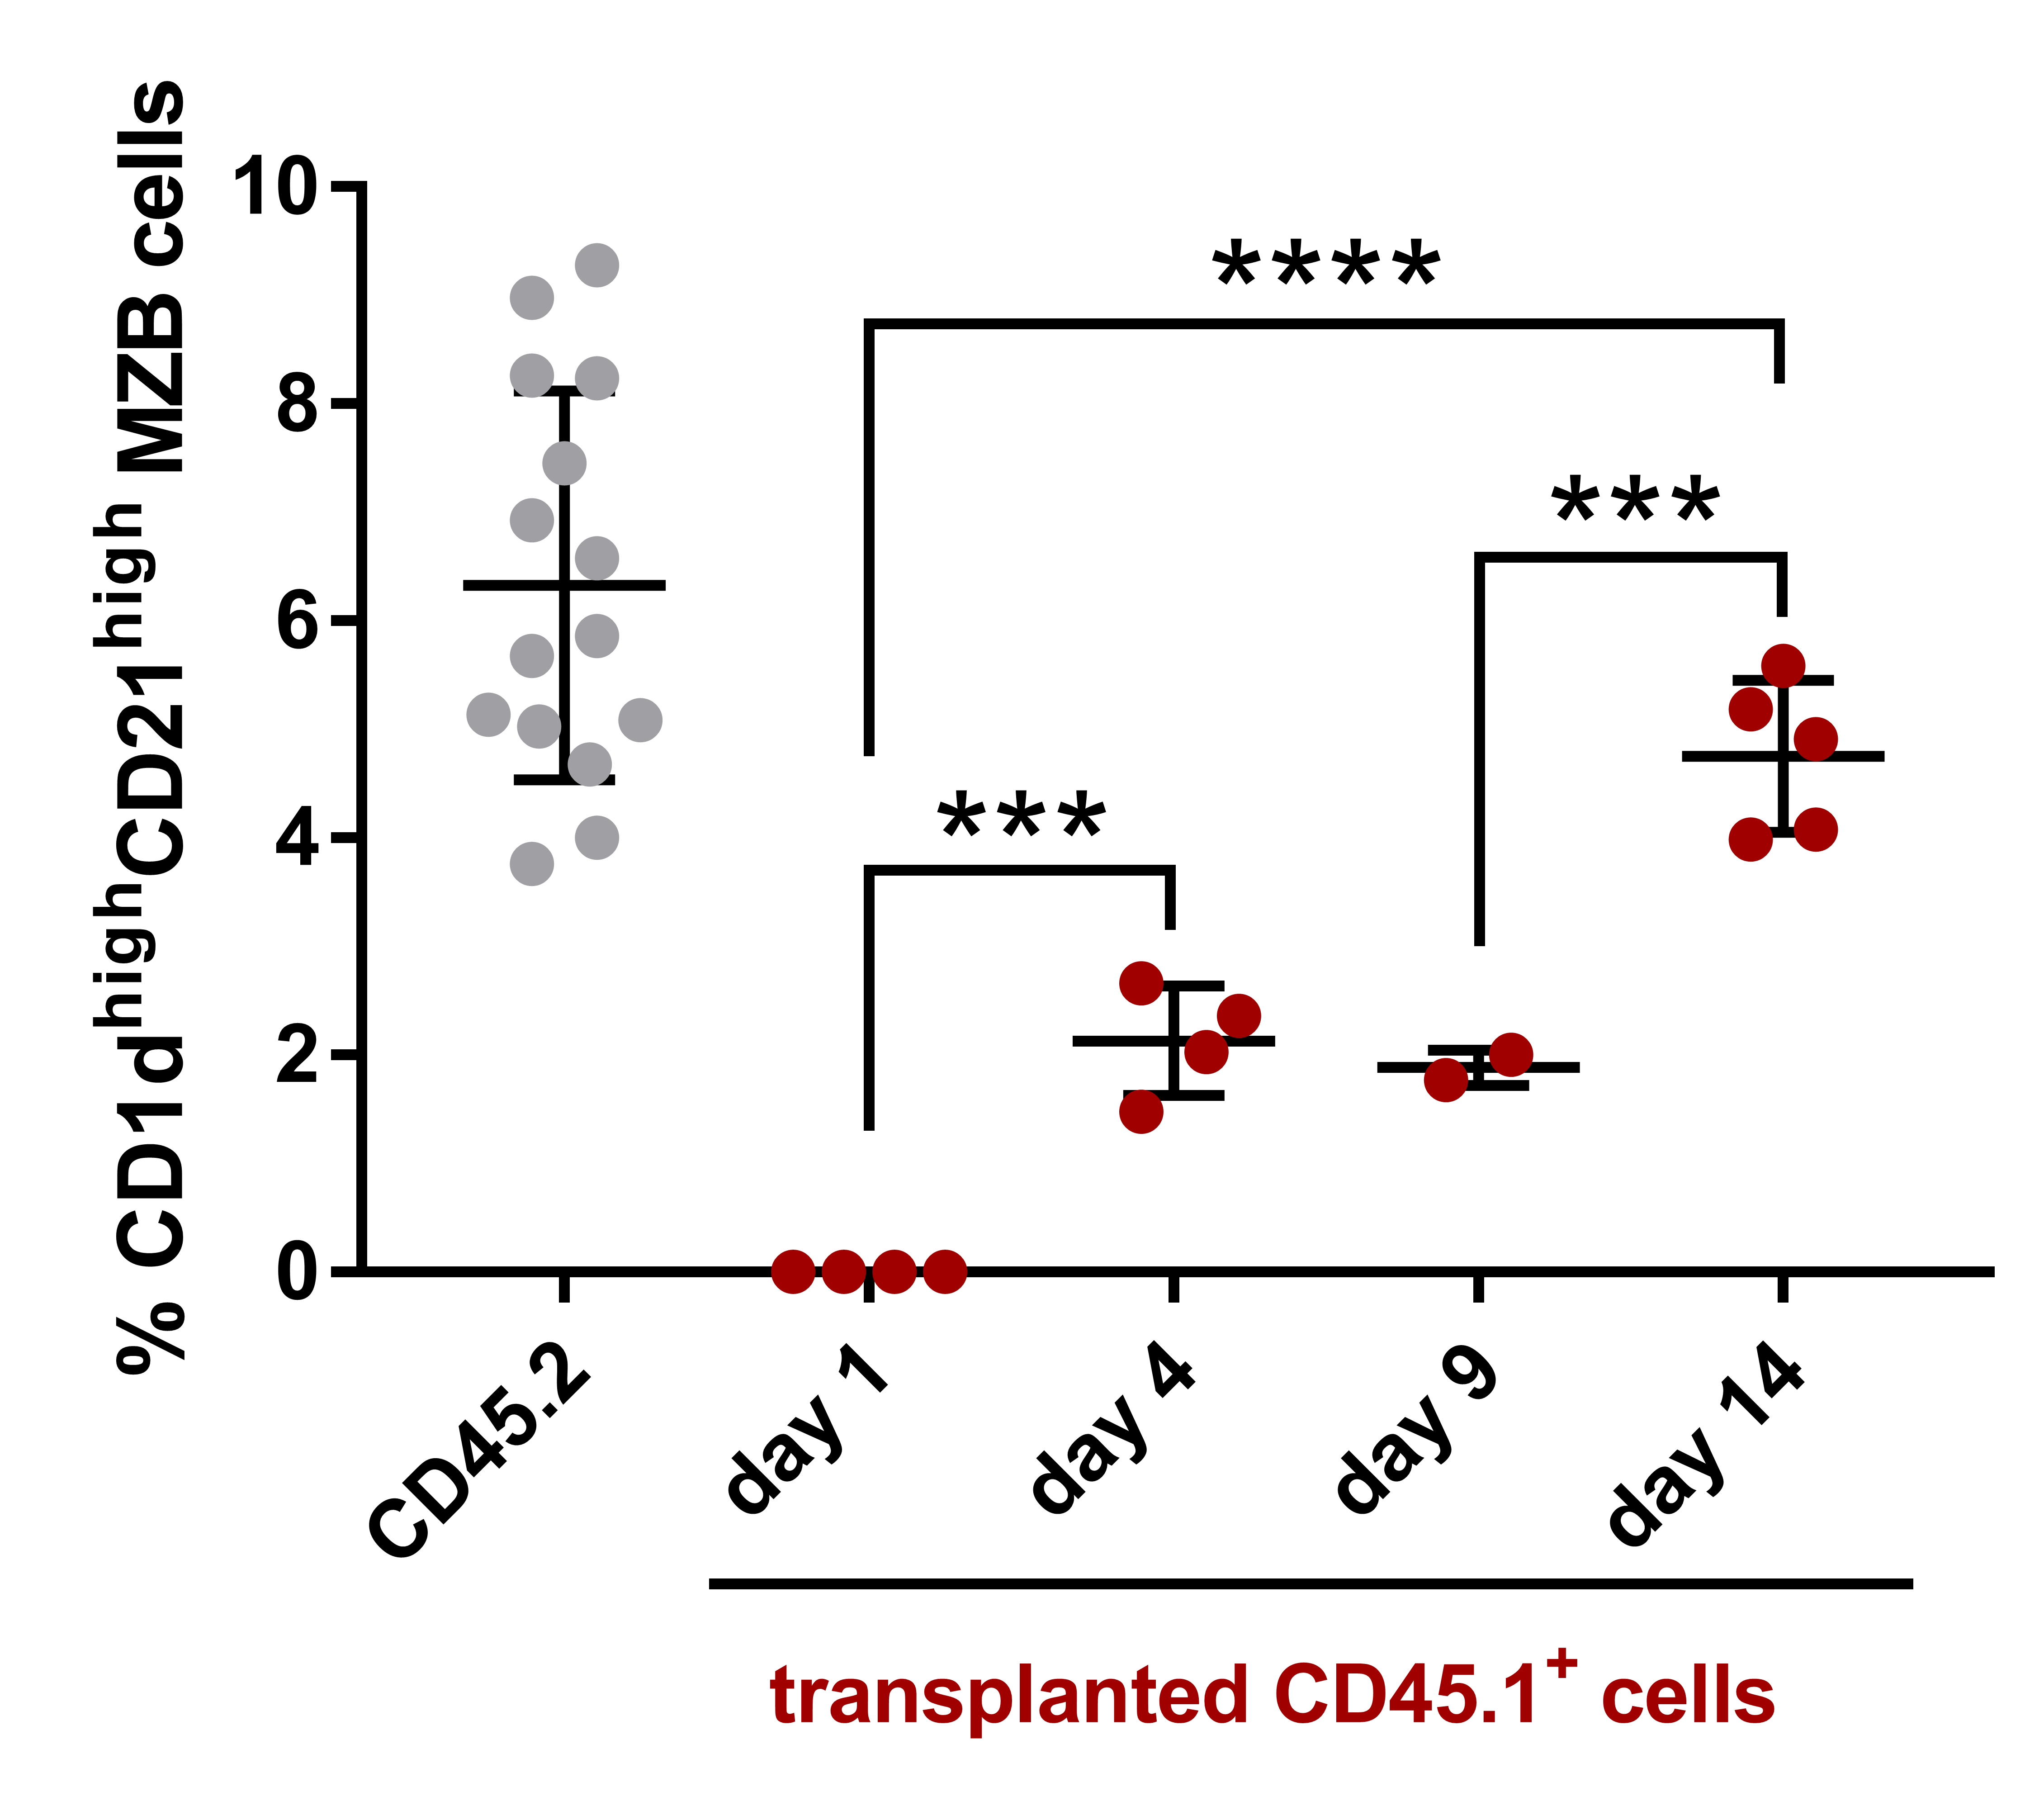 % CD1d^high CD21^high MZB cells
10
8
6
4
2
0
****
***
***
CD45.2
day 1
day 4
day 9
day 14
transplanted CD45.1⁺ cells